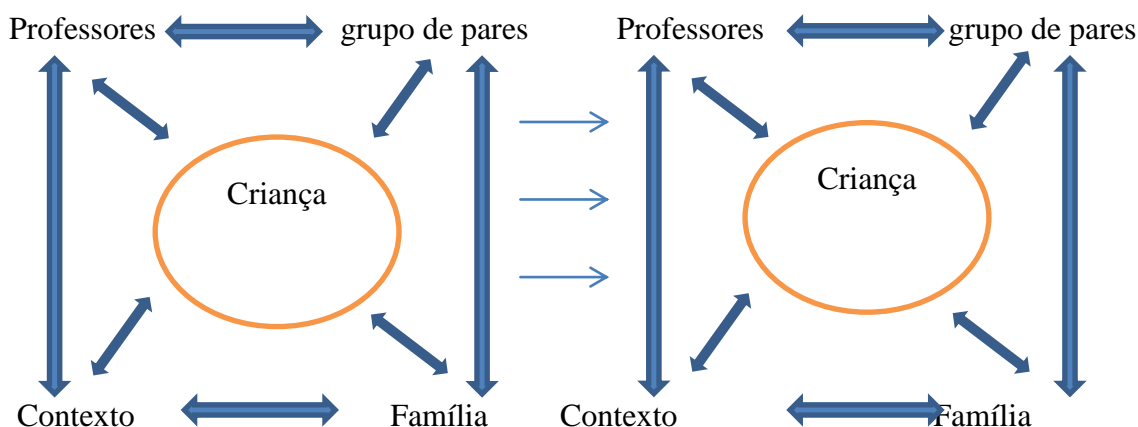 Professores grupo de pares Professores grupo de pares
Criança Criança
Contexto Família Contexto Família